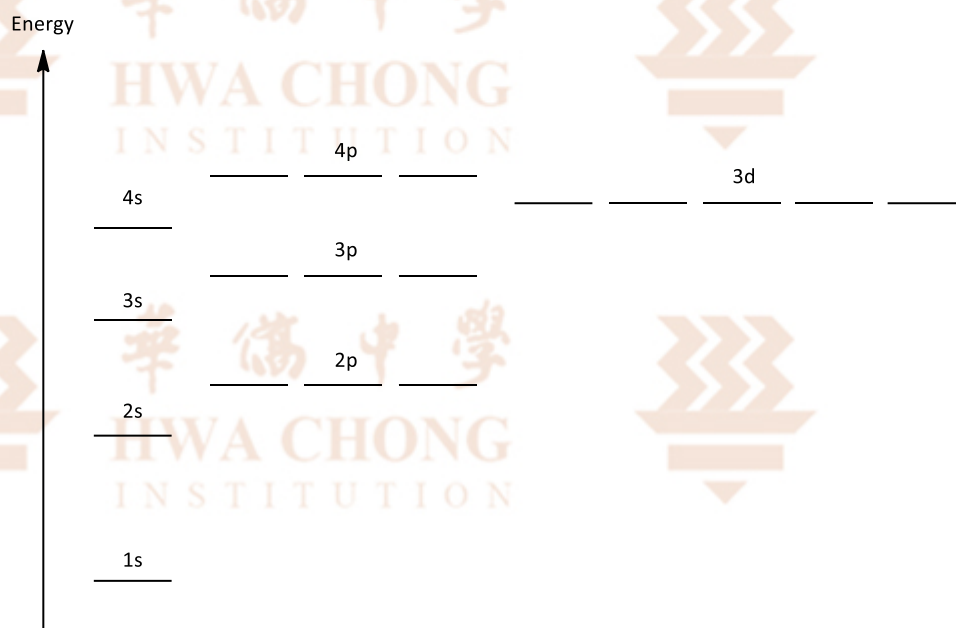 Energy
華僑中學
HWA CHONG
INSTITUTION
4p
3d
4s
3p
3s
華僑中學
2p
2s
HWA CHONG
INSTITUTION
1s